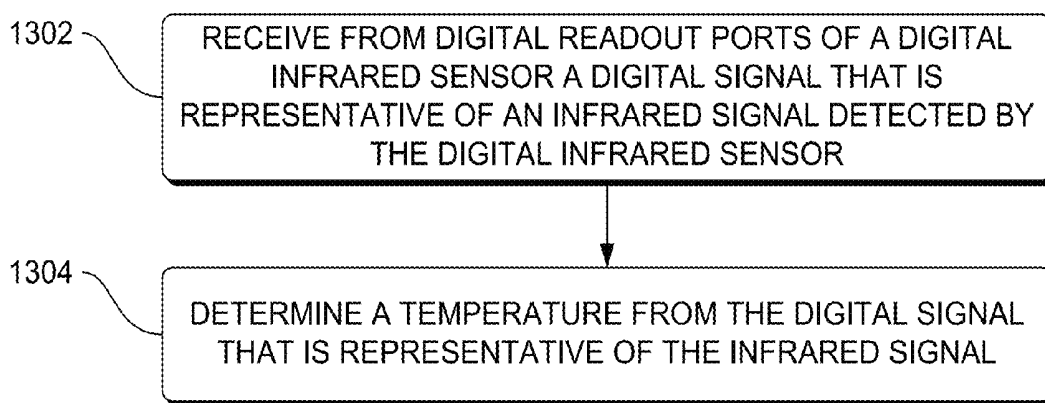 1302
RECEIVE FROM DIGITAL READOUT PORTS OF A DIGITAL
INFRARED SENSOR A DIGITAL SIGNAL THAT IS
REPRESENTATIVE OF AN INFRARED SIGNAL DETECTED BY
THE DIGITAL INFRARED SENSOR
1304
DETERMINE A TEMPERATURE FROM THE DIGITAL SIGNAL
THAT IS REPRESENTATIVE OF THE INFRARED SIGNAL